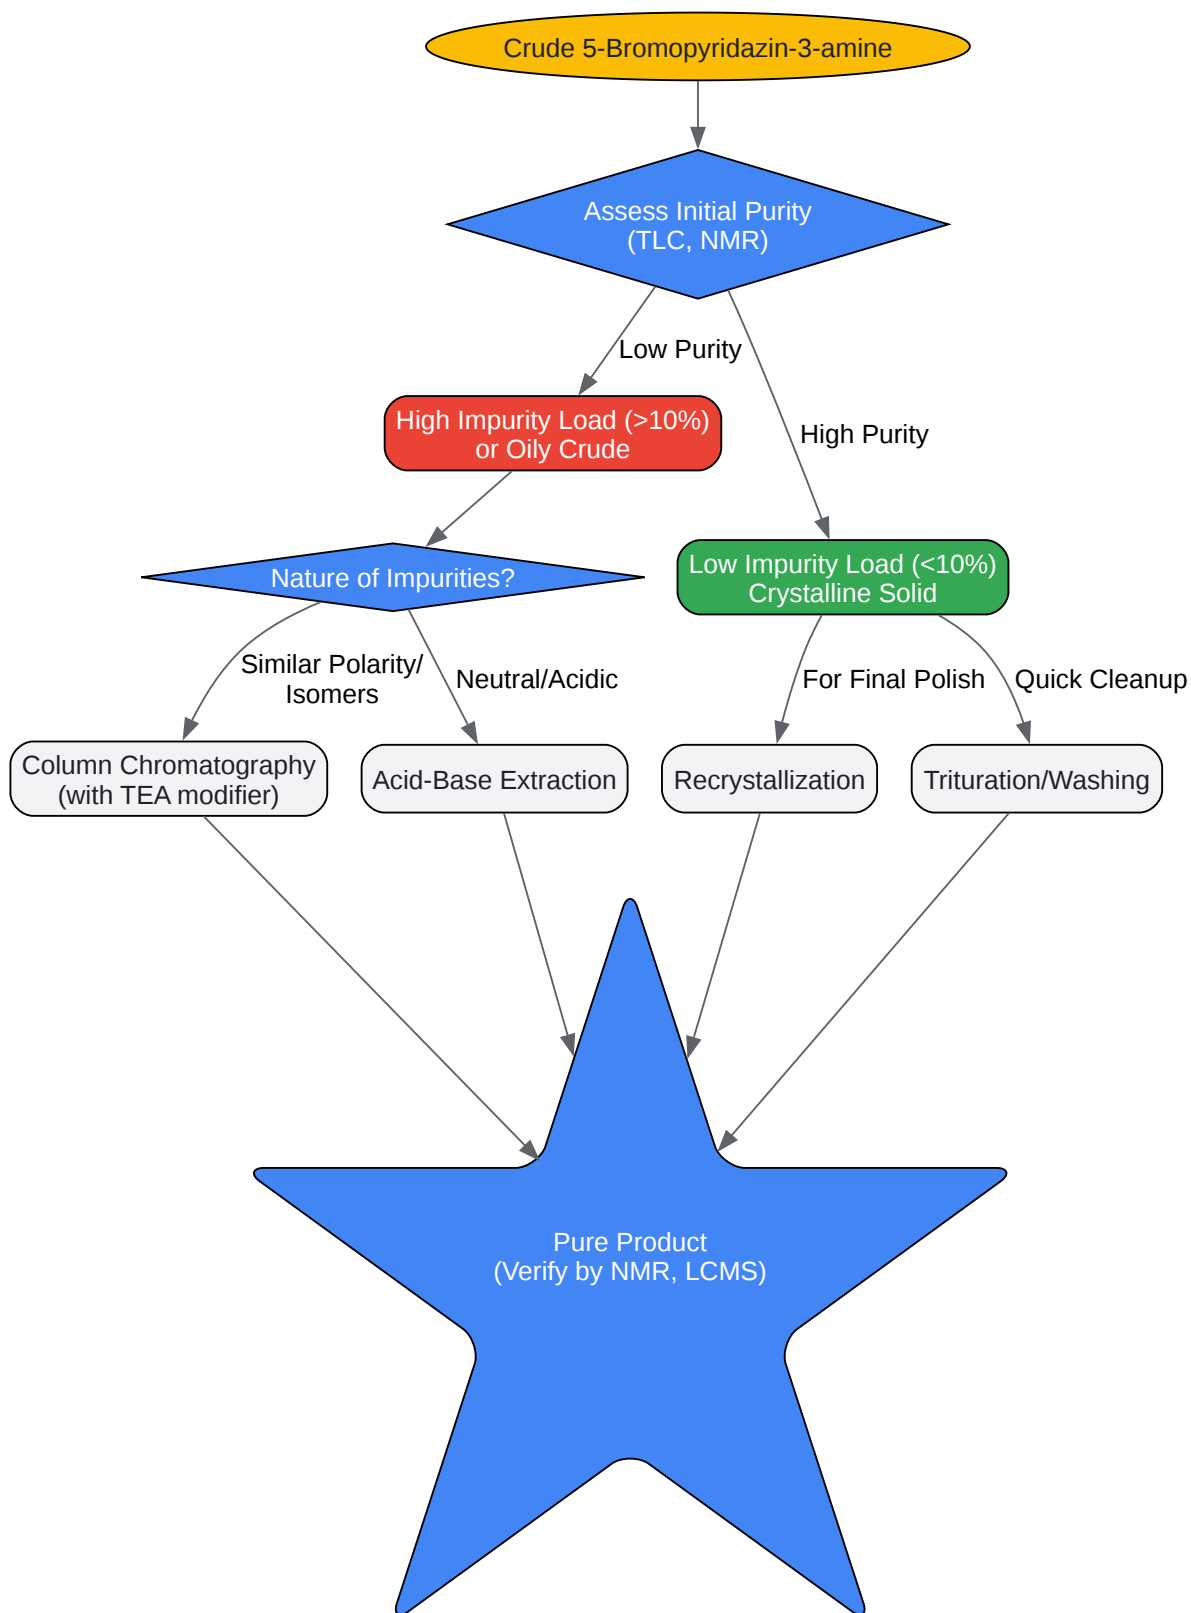 Crude 5-Bromopyridazin-3-amine
Assess Initial Purity
(TLC, NMR)
Low Purity
High Purity
High Impurity Load (>10%)
or Oily Crude
Nature of Impurities?
Low Impurity Load (<10%)
Crystalline Solid
Similar Polarity/
Isomers
Neutral/Acidic
For Final Polish
Quick Cleanup
Column Chromatography
(with TEA modifier)
Acid-Base Extraction
Recrystallization
Trituration/Washing
Pure Product
(Verify by NMR, LCMS)